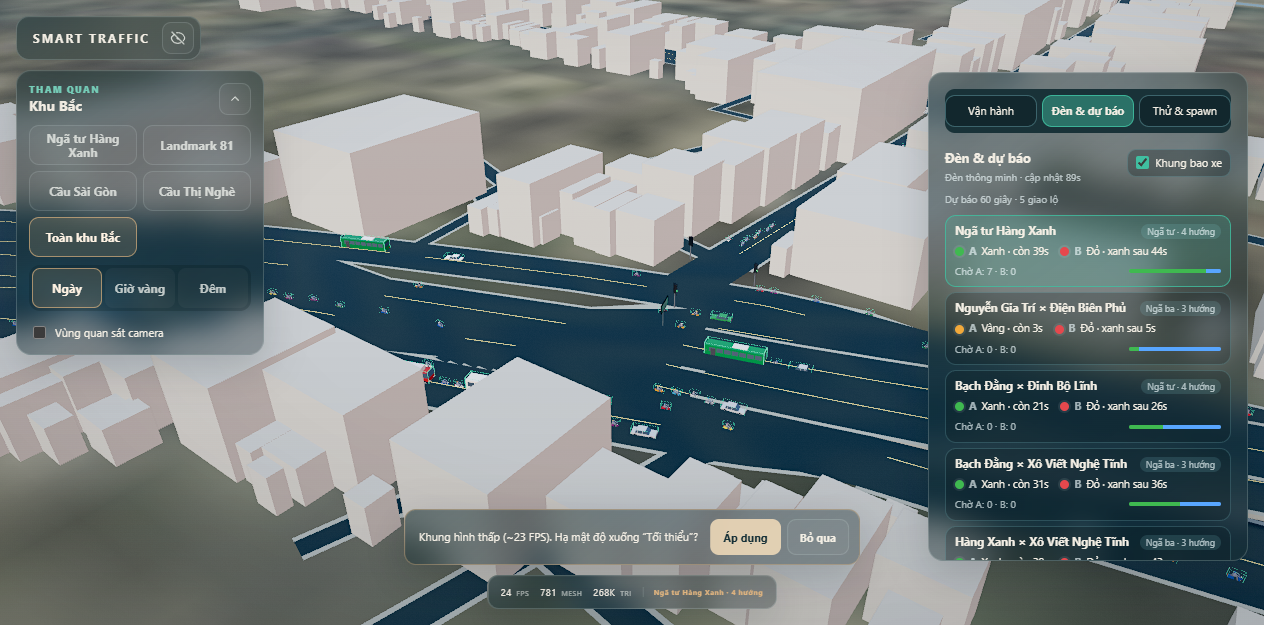 SMART TRAFFIC
THAM QUAN
Khu Bắc
Ngã tư Hàng
Xanh
Landmark 81
Cầu Sài Gòn
Cầu Thị Nghè
Toàn khu Bắc
Ngày
Giờ vàng
Đêm
Vùng quan sát camera
Vận hành
Đèn & dự báo
Thử & spawn
Đèn & dự báo
Khung bao xe
Đèn thông minh · cập nhật 89s
Dự báo 60 giây · 5 giao lộ
Ngã tư Hàng Xanh
Ngã tư · 4 hướng
A Xanh · còn 39s B Đỏ · xanh sau 44s
Chờ A: 7 · B: 0
Nguyễn Gia Trí × Điện Biên Phủ
Ngã ba · 3 hướng
A Vàng · còn 3s B Đỏ · xanh sau 5s
Chờ A: 0 · B: 0
Bạch Đằng × Đinh Bộ Lĩnh
Ngã tư · 4 hướng
A Xanh · còn 21s B Đỏ · xanh sau 26s
Chờ A: 0 · B: 0
Bạch Đằng × Xô Viết Nghệ Tĩnh
Ngã ba · 3 hướng
A Xanh · còn 31s B Đỏ · xanh sau 36s
Chờ A: 0 · B: 0
Hàng Xanh × Xô Viết Nghệ Tĩnh
Ngã ba · 3 hướng
Khung hình thấp (~23 FPS). Hạ mật độ xuống "Tối thiểu"?
Áp dụng
Bỏ qua
24 FPS 781 MESH 268K TRI Ngã tư Hàng Xanh · 4 hướng